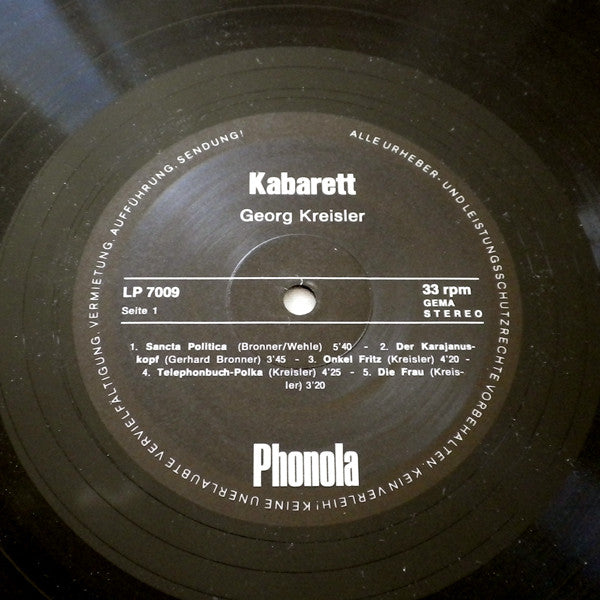 ALLE URHEBER- UND LEISTUNGSSCHUTZRECHTE VORBEHALTEN. KEIN VERLEIH! KEINE UNERLAUBTE VERVIELFÄLTIGUNG, VERMIETUNG, AUFFÜHRUNG, SENDUNG!
Kabarett
Georg Kreisler
LP 7009
Seite 1
33 rpm
GEMA
STEREO
1. Sancta Politica (Bronner/Wehle) 5'40 - 2. Der Karajanus-
kopf (Gerhard Bronner) 3'45 - 3. Onkel Fritz (Kreisler) 4'20 -
4. Telephonbuch-Polka (Kreisler) 4'25 - 5. Die Frau (Kreis-
ler) 3'20
Phonola